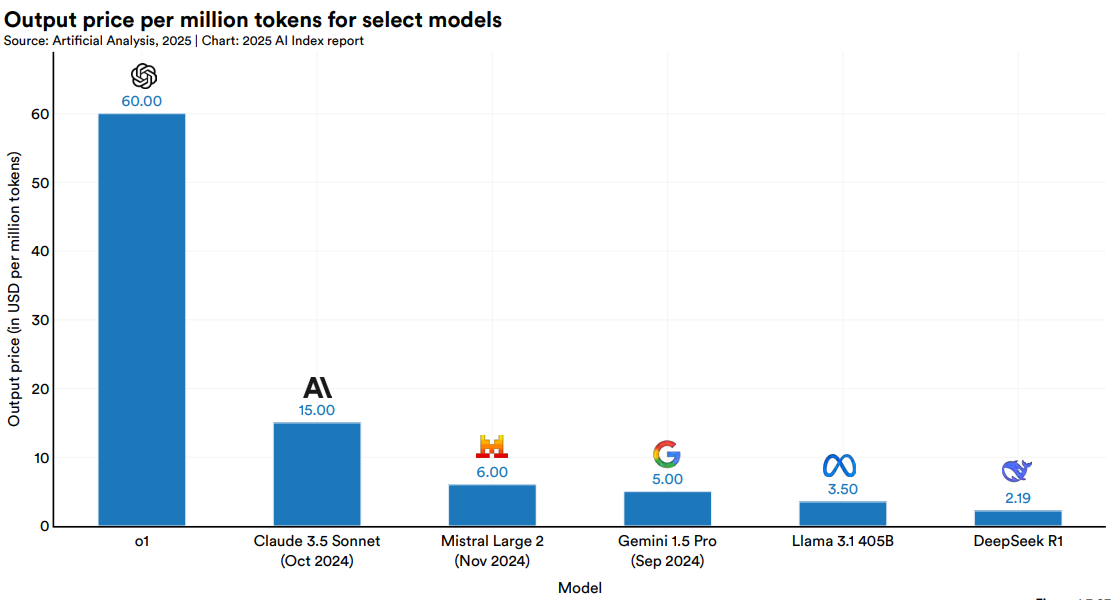 Output price per million tokens for select models
Source: Artificial Analysis, 2025 | Chart: 2025 AI Index report
Output price (in USD per million tokens)
60
50
40
30
20
10
0
60.00
15.00
6.00
5.00
3.50
2.19
o1
Claude 3.5 Sonnet
(Oct 2024)
Mistral Large 2
(Nov 2024)
Gemini 1.5 Pro
(Sep 2024)
Llama 3.1 405B
DeepSeek R1
Model